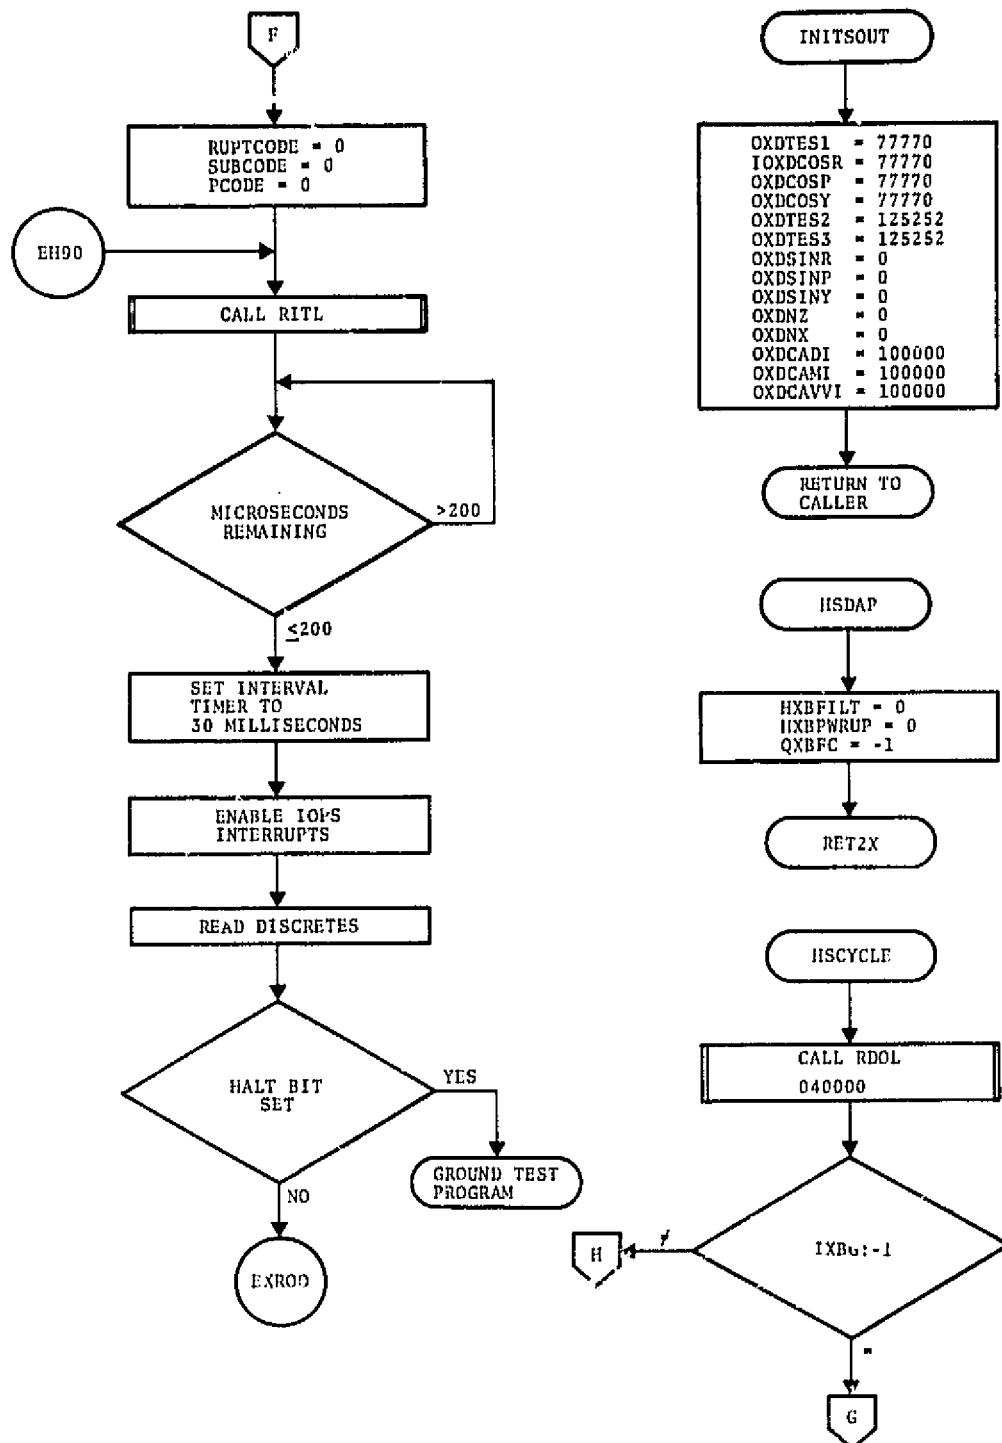 F
RUPTCODE = 0
SUBCODE = 0
PCODE = 0
EH90
CALL RITL
MICROSECONDS
REMAINING
>200
≤200
SET INTERVAL
TIMER TO
30 MILLISECONDS
ENABLE IOPS
INTERRUPTS
READ DISCRETES
HALT BIT
SET
YES
GROUND TEST
PROGRAM
NO
EXROD
INITSOUT
OXDTES1 = 77770
IOXDCOSR = 77770
OXDCOSP = 77770
OXDCOSY = 77770
OXDTES2 = 125252
OXDTES3 = 125252
OXDSINR = 0
OXDSINP = 0
OXDSINY = 0
OXDNZ = 0
OXDNX = 0
OXDCADI = 100000
OXDCAMI = 100000
OXDCAVVI = 100000
RETURN TO
CALLER
HSDAP
HXBFILT = 0
HXBPWRUP = 0
QXBFC = -1
RET2X
HSCYCLE
CALL RDOL
040000
IXBG:-1
≠
H
=
G